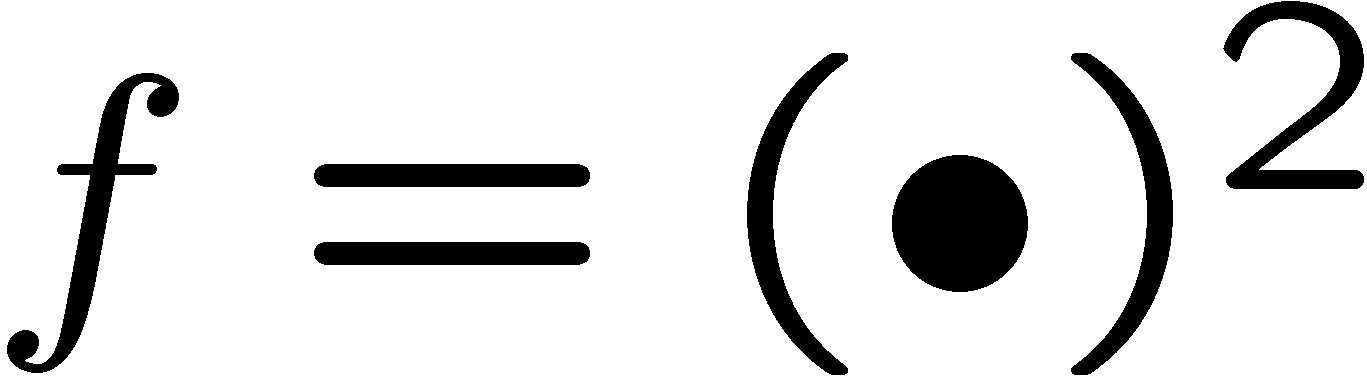 f = (•)²